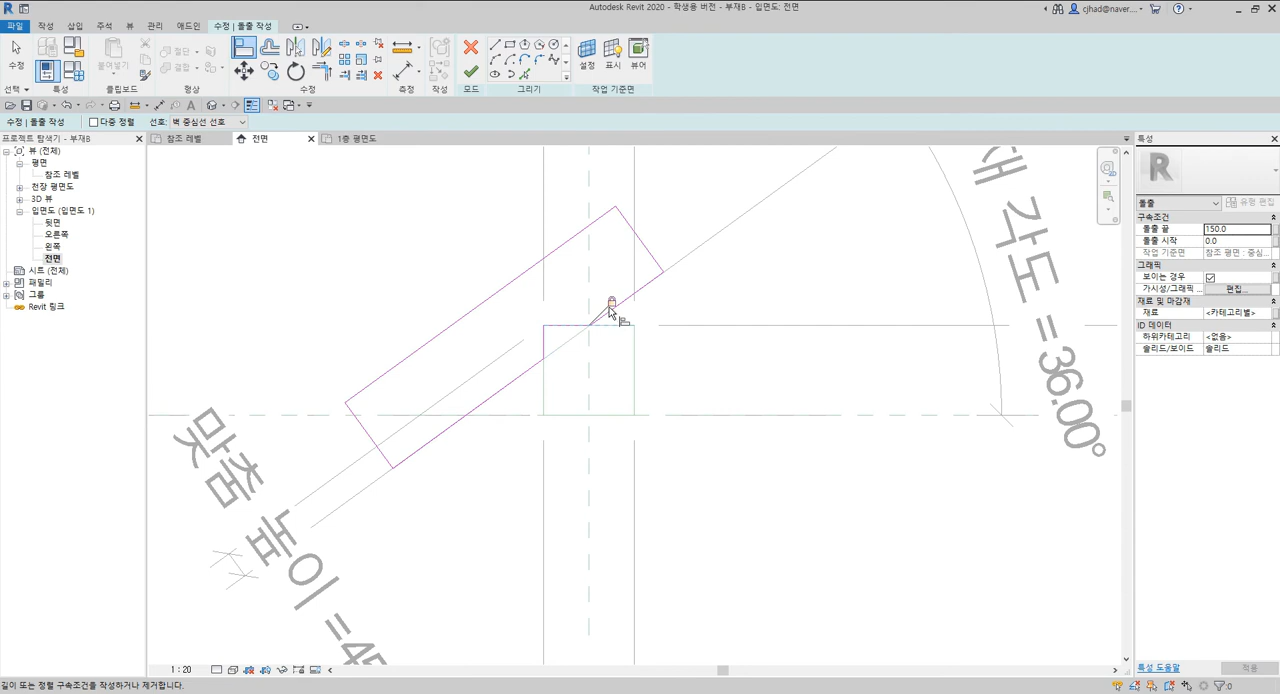 Autodesk Revit 2020 - 학생용 버전 - 부재B - 입면도: 전면
cjhad@naver....
파일 작성 삽입 주석 뷰 관리 애드인 수정 | 돌출 작성
수정 붙여넣기 절단 결합 설정 표시 뷰어
선택 특성 클립보드 형상 수정 측정 작성 모드 그리기 작업 기준면
수정 | 돌출 작성 다중 정렬 선호: 벽 중심선 선호
프로젝트 탐색기 - 부재B
참조 레벨 전면 1층 평면도
특성
뷰 (전체)
평면
참조 레벨
천장 평면도
3D 뷰
입면도 (입면도 1)
뒷면
오른쪽
왼쪽
전면
시트 (전체)
패밀리
그룹
Revit 링크
재 각도 =36.00°
맞춤 높이 =45
R
돌출 유형 편집
구속조건
돌출 끝 150.0
돌출 시작 0.0
작업 기준면 참조 평면 : 중심...
그래픽
보이는 경우
가시성/그래픽 ... 편집...
재료 및 마감재
재료 <카테고리별>
ID 데이터
하위카테고리 <없음>
솔리드/보이드 솔리드
특성 도움말 적용
1 : 20
길이 또는 정렬 구속조건을 작성하거나 제거합니다.
:0